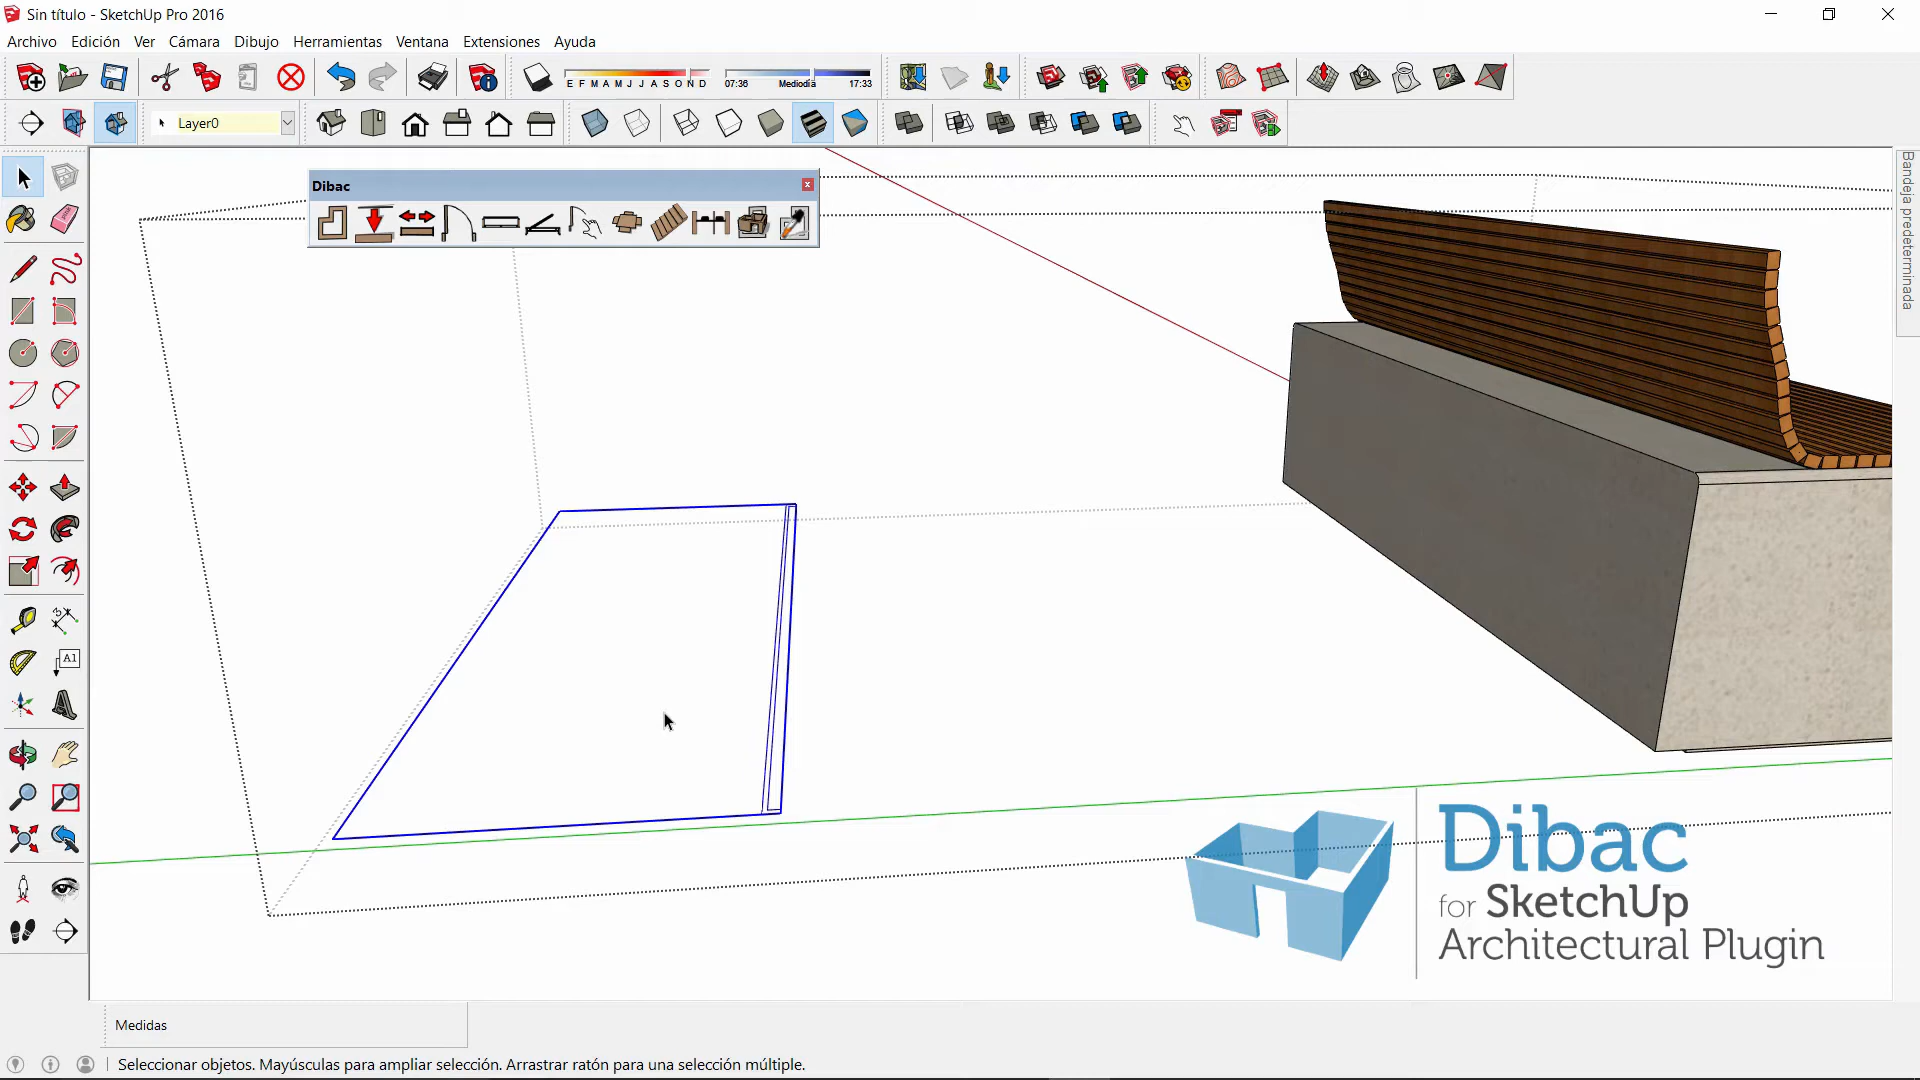 Sin título - SketchUp Pro 2016
Archivo Edición Ver Cámara Dibujo Herramientas Ventana Extensiones Ayuda
E F M A M J J A S O N D
07:36 Mediodía 17:33
Layer0
Dibac
A1
Bandeja predeterminada
Dibac
for SketchUp
Architectural Plugin
Medidas
Seleccionar objetos. Mayúsculas para ampliar selección. Arrastrar ratón para una selección múltiple.